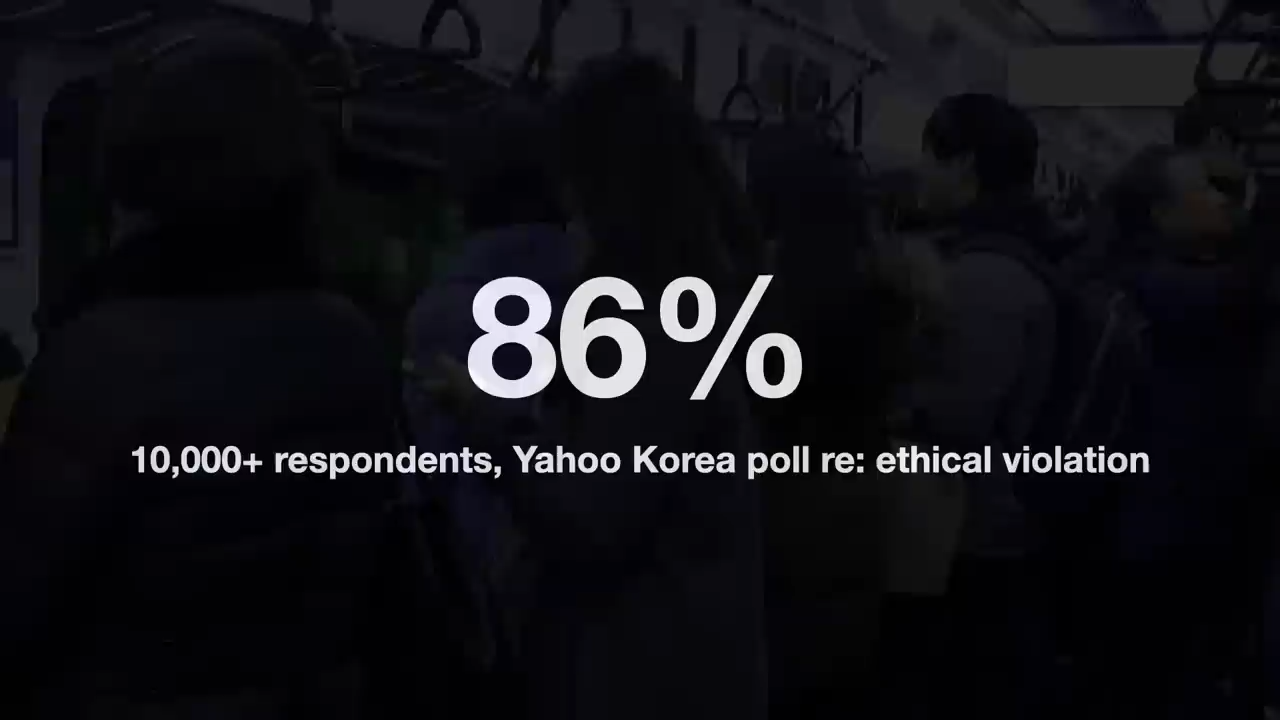 86%
10,000+ respondents, Yahoo Korea poll re: ethical violation